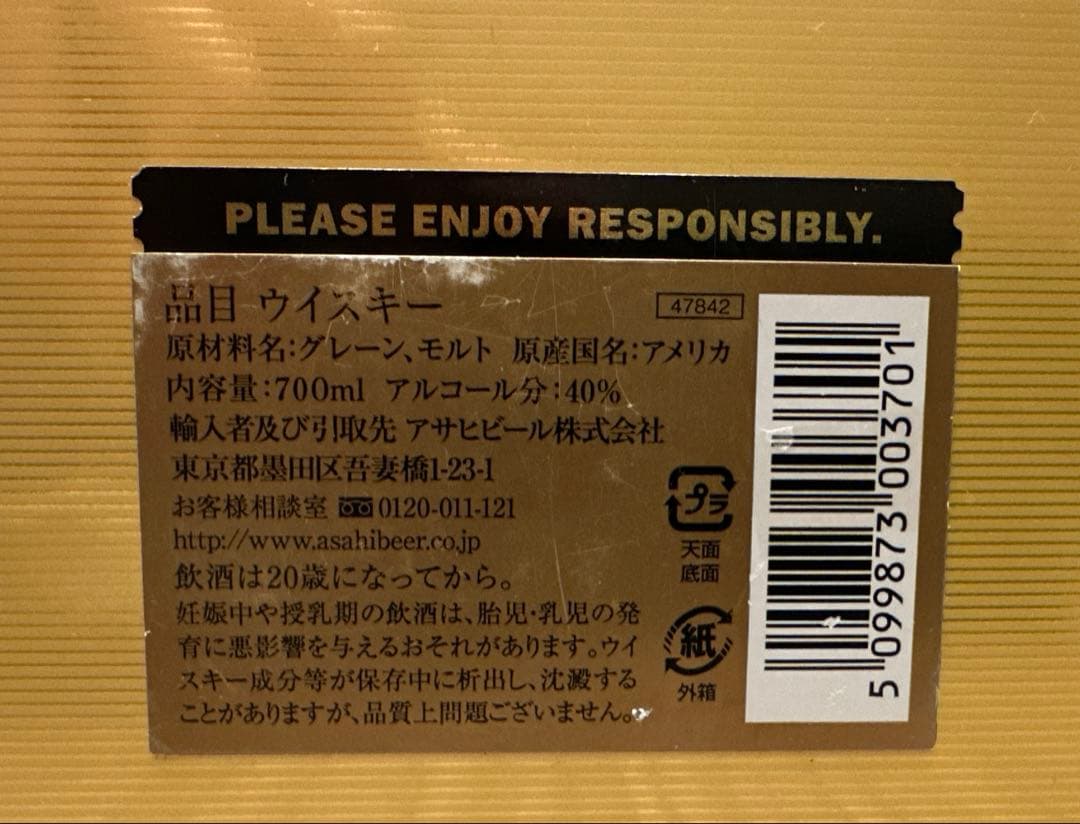 PLEASE ENJOY RESPONSIBLY.
品目 ウイスキー
47842
原材料名:グレーン、モルト 原産国名:アメリカ
内容量:700ml アルコール分:40%
輸入者及び引取先 アサヒビール株式会社
東京都墨田区吾妻橋1-23-1
お客様相談室 0120-011-121
http://www.asahibeer.co.jp
飲酒は20歳になってから。
妊娠中や授乳期の飲酒は、胎児・乳児の発
育に悪影響を与えるおそれがあります。ウイ
スキー成分等が保存中に析出し、沈澱する
ことがありますが、品質上問題ございません。
プラ
天面
底面
紙
外箱
5 099873 003701